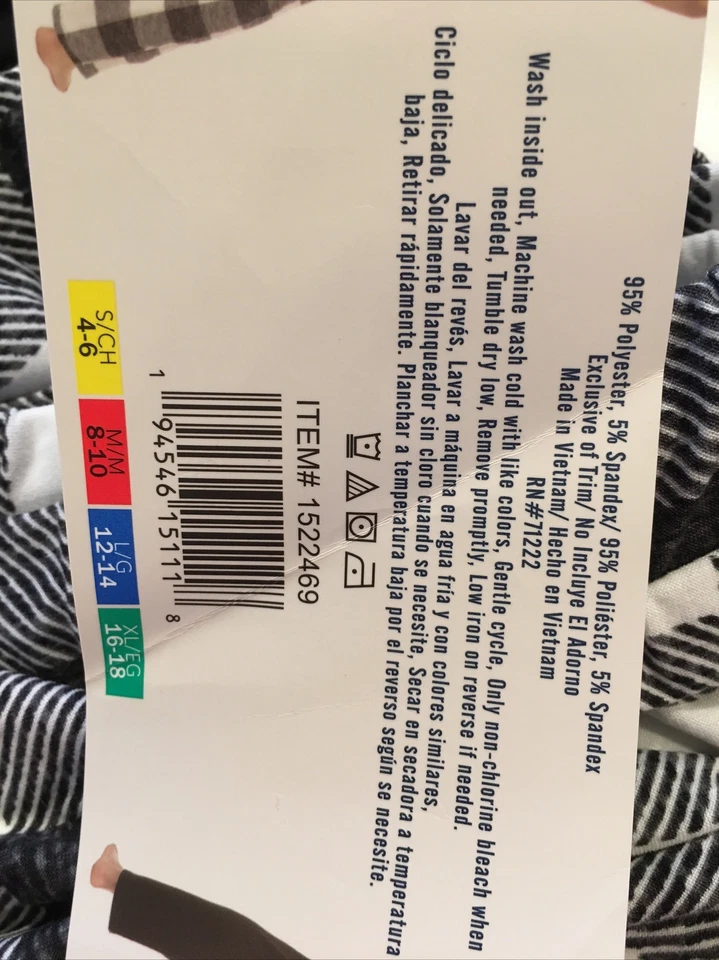 95% Polyester, 5% Spandex/ 95% Poliéster, 5% Spandex
Exclusive of Trim/ No Incluye El Adorno
Made in Vietnam/ Hecho en Vietnam
RN#71222
Wash inside out, Machine wash cold with like colors, Gentle cycle, Only non-chlorine bleach when
needed, Tumble dry low, Remove promptly, Low iron on reverse if needed.
Lavar del revés, Lavar a máquina en agua fría y con colores similares,
Ciclo delicado, Solamente blanqueador sin cloro cuando se necesite, Secar en secadora a temperatura
baja, Retirar rápidamente. Planchar a temperatura baja por el reverso según se necesite.
ITEM# 1522469
1 94546 15111 8
S/CH
4-6
M/M
8-10
L/G
12-14
XL/EG
16-18